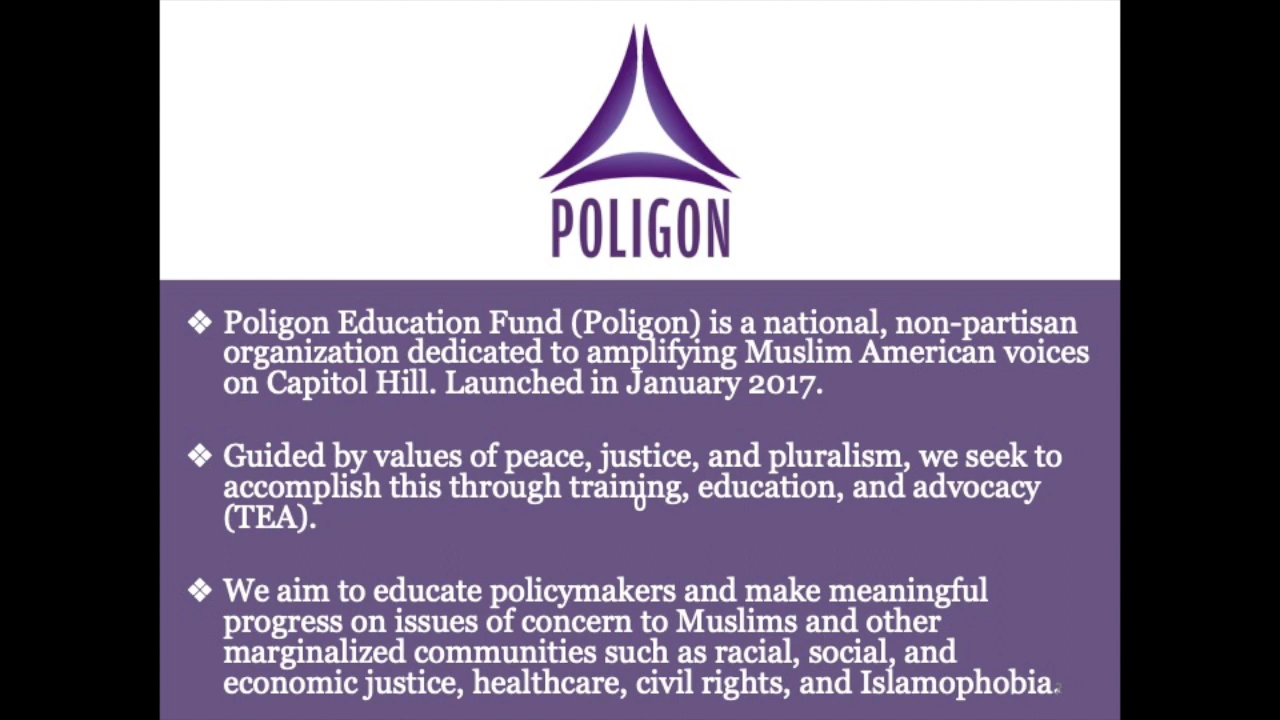 POLIGON
❖ Poligon Education Fund (Poligon) is a national, non-partisan
organization dedicated to amplifying Muslim American voices
on Capitol Hill. Launched in January 2017.
❖ Guided by values of peace, justice, and pluralism, we seek to
accomplish this through training, education, and advocacy
0
(TEA).
❖ We aim to educate policymakers and make meaningful
progress on issues of concern to Muslims and other
marginalized communities such as racial, social, and
economic justice, healthcare, civil rights, and Islamophobia.
2